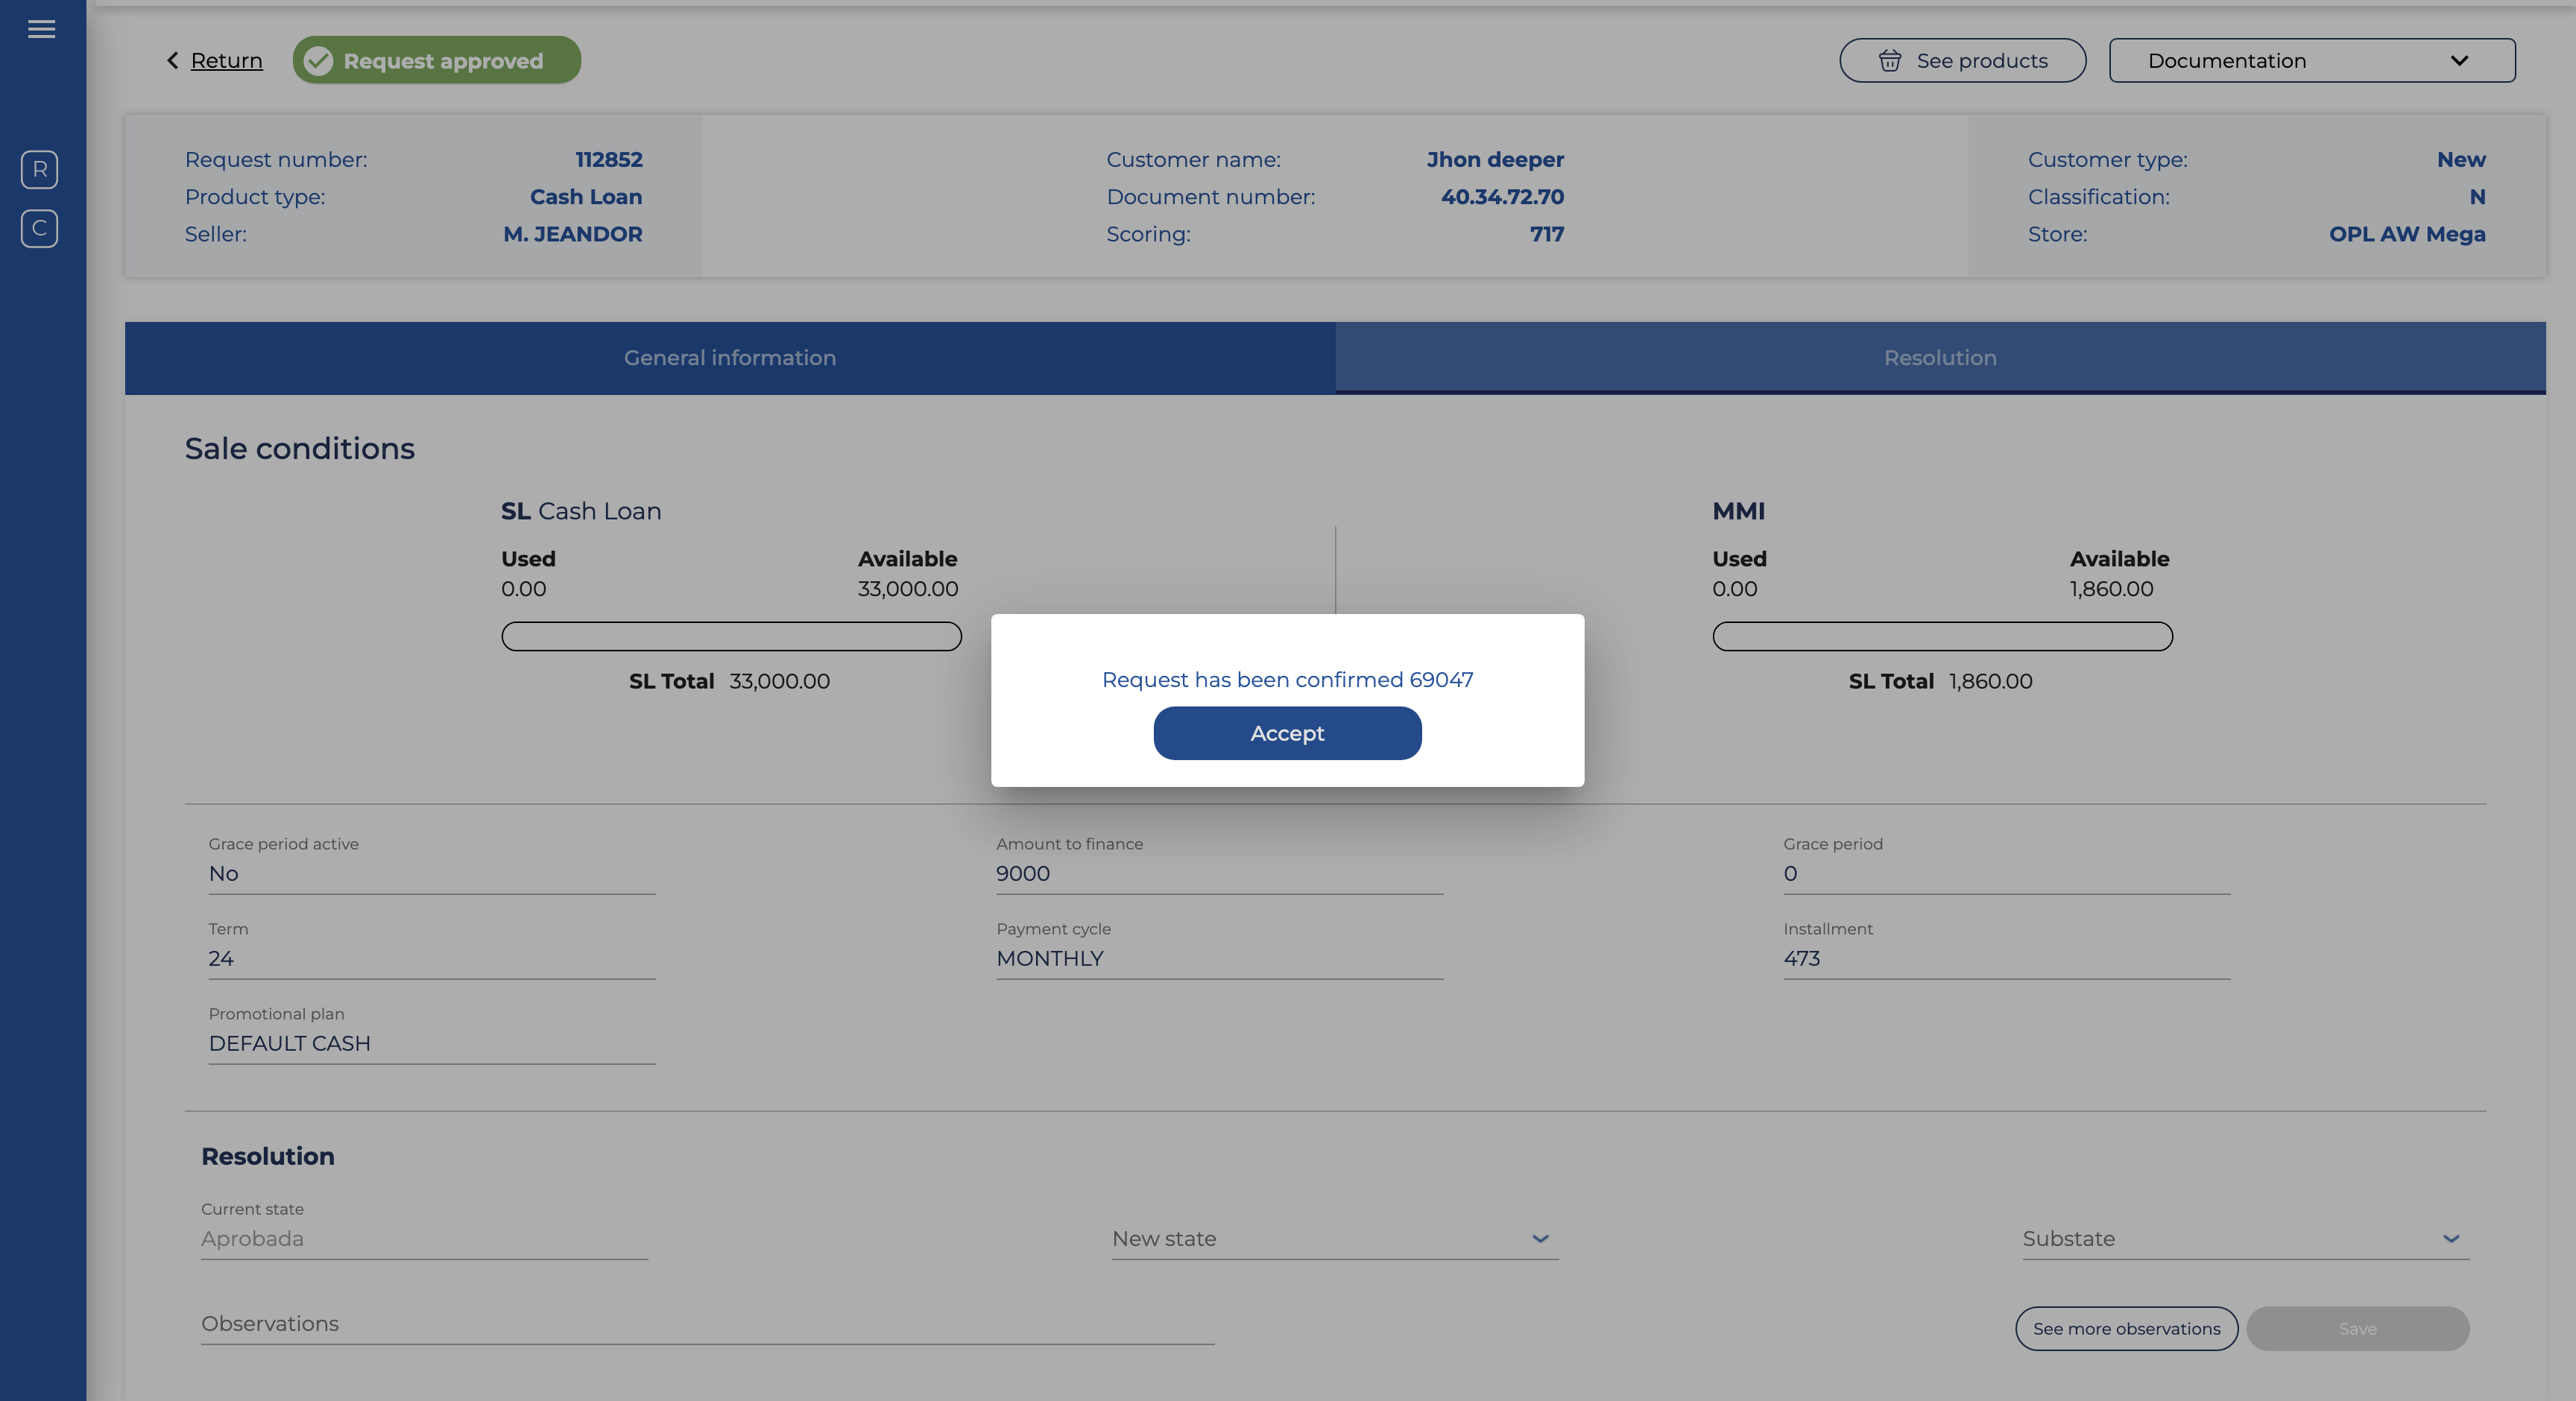 Return
Request approved
See products
Documentation
R
C
Request number: 112852
Product type: Cash Loan
Seller: M. JEANDOR
Customer name: Jhon deeper
Document number: 40.34.72.70
Scoring: 717
Customer type: New
Classification: N
Store: OPL AW Mega
General information
Resolution
Sale conditions
SL Cash Loan
Used Available
0.00 33,000.00
SL Total 33,000.00
MMI
Used Available
0.00 1,860.00
SL Total 1,860.00
Request has been confirmed 69047
Accept
Grace period active
No
Amount to finance
9000
Grace period
0
Term
24
Payment cycle
MONTHLY
Installment
473
Promotional plan
DEFAULT CASH
Resolution
Current state
Aprobada
New state
Substate
Observations
See more observations
Save